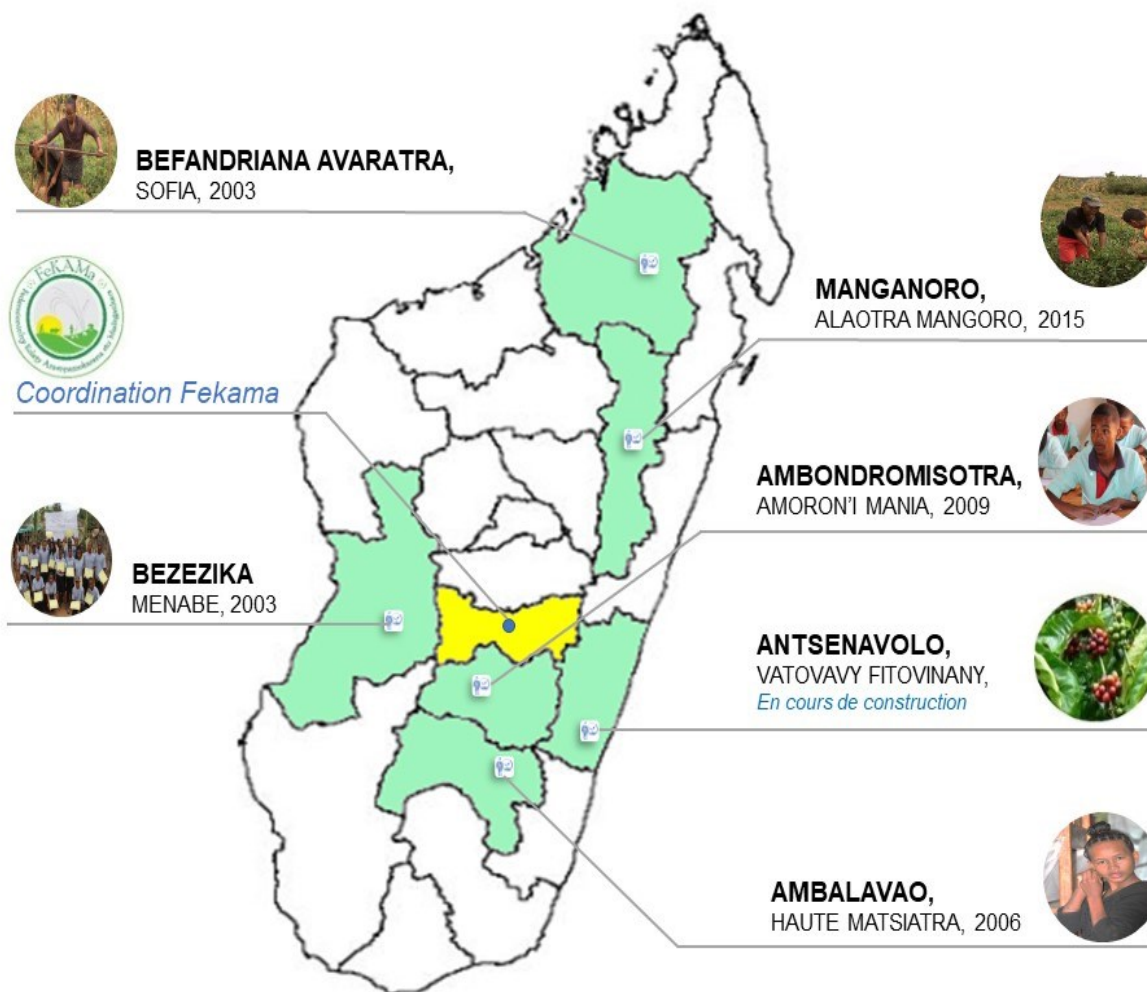 BEFANDRIANA AVARATRA,
SOFIA, 2003
FeKAMa
Coordination Fekama
MANGANORO,
ALAOTRA MANGORO, 2015
AMBONDROMISOTRA,
AMORON'I MANIA, 2009
BEZEZIKA
MENABE, 2003
ANTSENAVOLO,
VATOVAVY FITOVINANY,
En cours de construction
AMBALAVAO,
HAUTE MATSIATRA, 2006